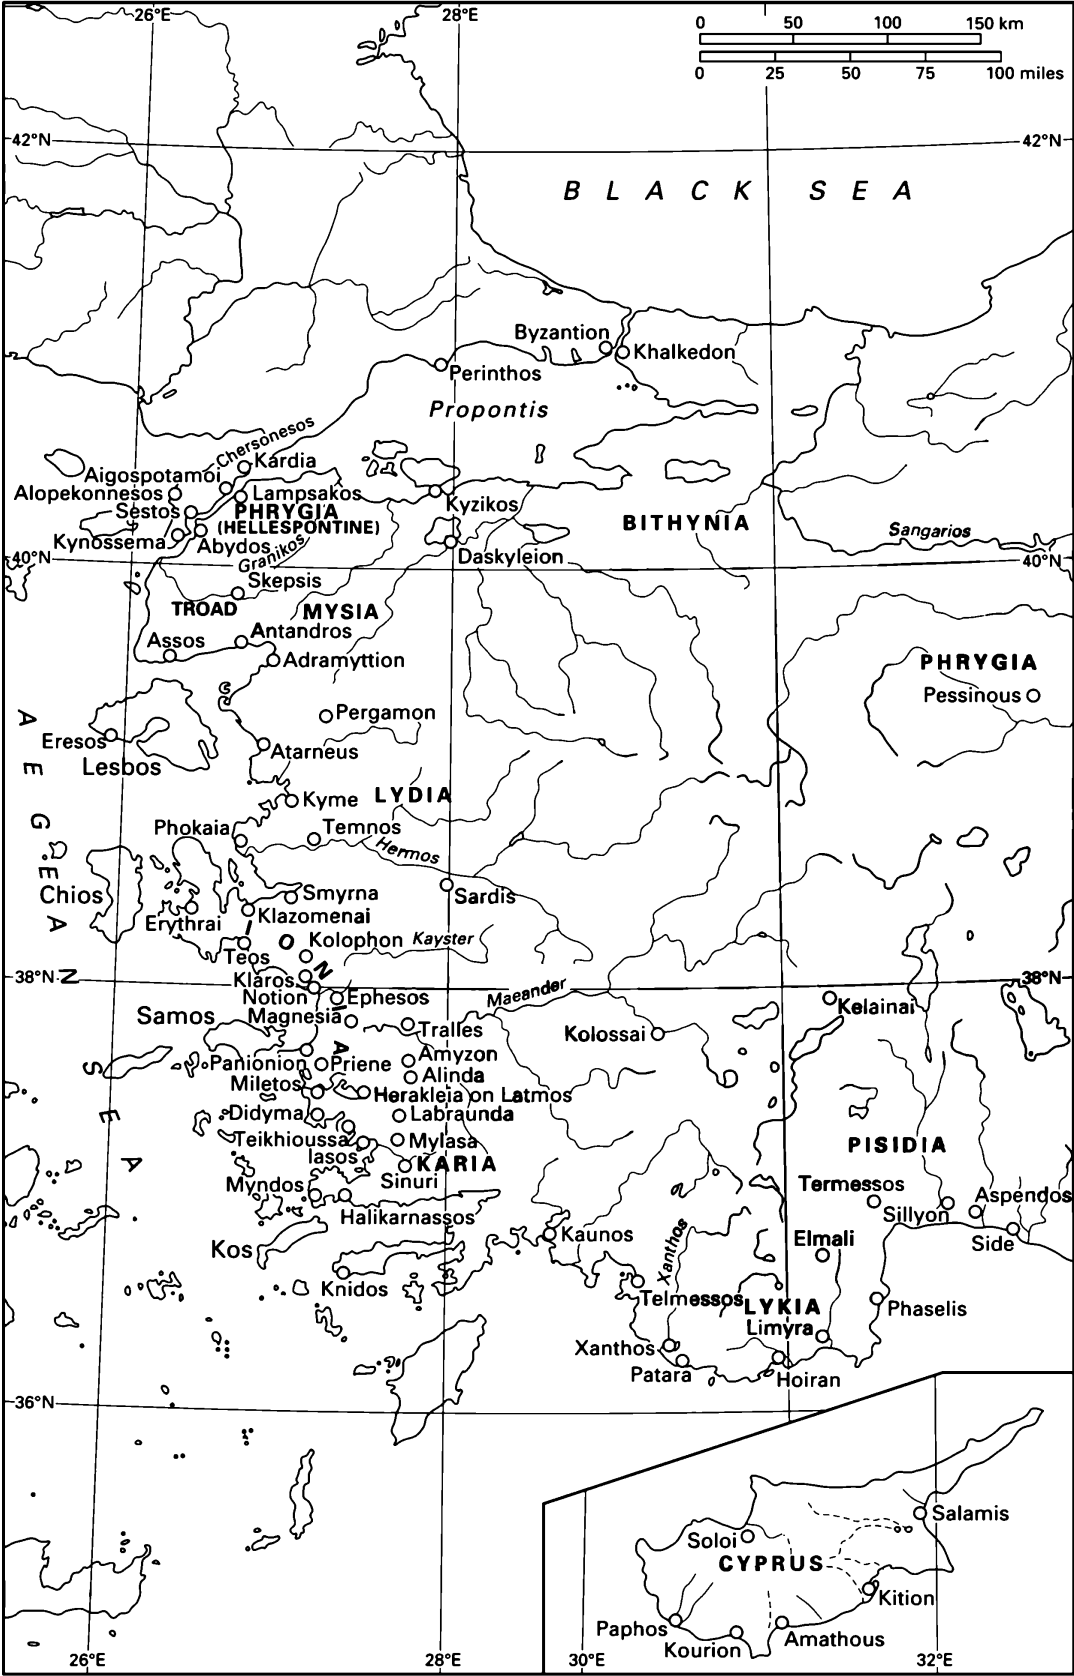 26°E
28°E
0 50 100 150 km
0 25 50 75 100 miles
42°N
42°N
BLACK SEA
Byzantion
Khalkedon
Perinthos
Propontis
Chersonesos
Kardia
Aigospotamoi
Alopekonnesos
Lampsakos
Sestos
PHRYGIA
(HELLESPONTINE)
Kyzikos
BITHYNIA
Sangarios
Kynossema
Abydos
Granikos
Daskyleion
40°N
40°N
Skepsis
TROAD
MYSIA
Antandros
Assos
Adramyttion
PHRYGIA
Pessinous
Pergamon
Eresos
Atarneus
Lesbos
AEGEAN SEA
Kyme
LYDIA
Phokaia
Temnos
Hermos
Chios
Smyrna
Sardis
Erythrai
Klazomenai
IONIA
Kolophon
Kayster
Teos
38°N
38°N
Klaros
Notion
Ephesos
Maeander
Kelainai
Samos
Magnesia
Tralles
Kolossai
Panionion
Priene
Amyzon
Alinda
Miletos
Herakleia on Latmos
Didyma
Labraunda
Teikhioussa
Mylasa
PISIDIA
Iasos
KARIA
Sinuri
Myndos
Termessos
Aspendos
Halikarnassos
Sillyon
Kos
Kaunos
Xanthos
Elmali
Side
Knidos
Telmessos
LYKIA
Phaselis
Limyra
Xanthos
Patara
Hoiran
36°N
Salamis
Soloi
CYPRUS
Kition
Paphos
Kourion
Amathous
26°E
28°E
30°E
32°E